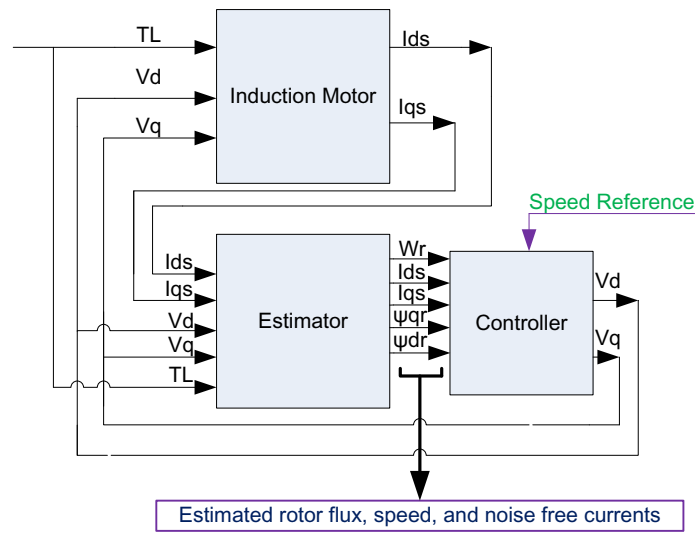 TL
Ids
Vd
Induction Motor
Iqs
Vq
Speed Reference
Wr
Ids
Ids
Iqs
Iqs
Vd
Estimator
ψqr
Controller
Vd
Vq
ψdr
Vq
TL
Estimated rotor flux, speed, and noise free currents